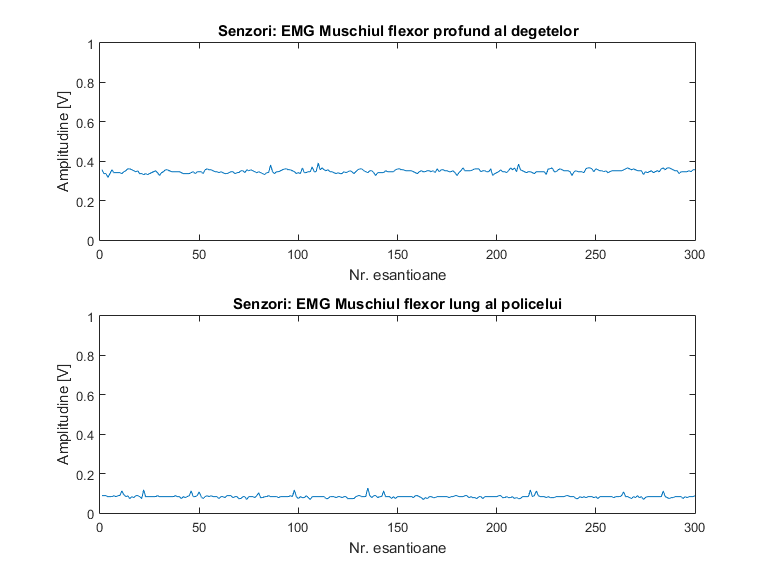 Senzori: EMG Muschiul flexor profund al degetelor
Amplitudine [V]
1
0.8
0.6
0.4
0.2
0
0 50 100 150 200 250 300
Nr. esantioane
Senzori: EMG Muschiul flexor lung al policelui
Amplitudine [V]
1
0.8
0.6
0.4
0.2
0
0 50 100 150 200 250 300
Nr. esantioane